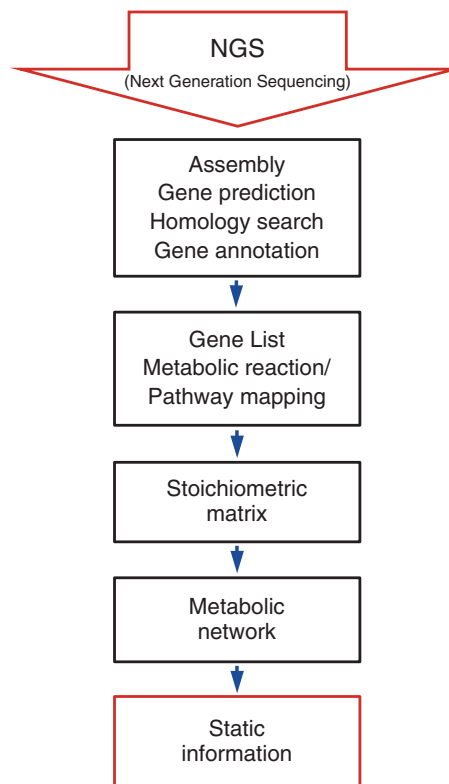 NGS
(Next Generation Sequencing)
Assembly
Gene prediction
Homology search
Gene annotation
Gene List
Metabolic reaction/
Pathway mapping
Stoichiometric
matrix
Metabolic
network
Static
information